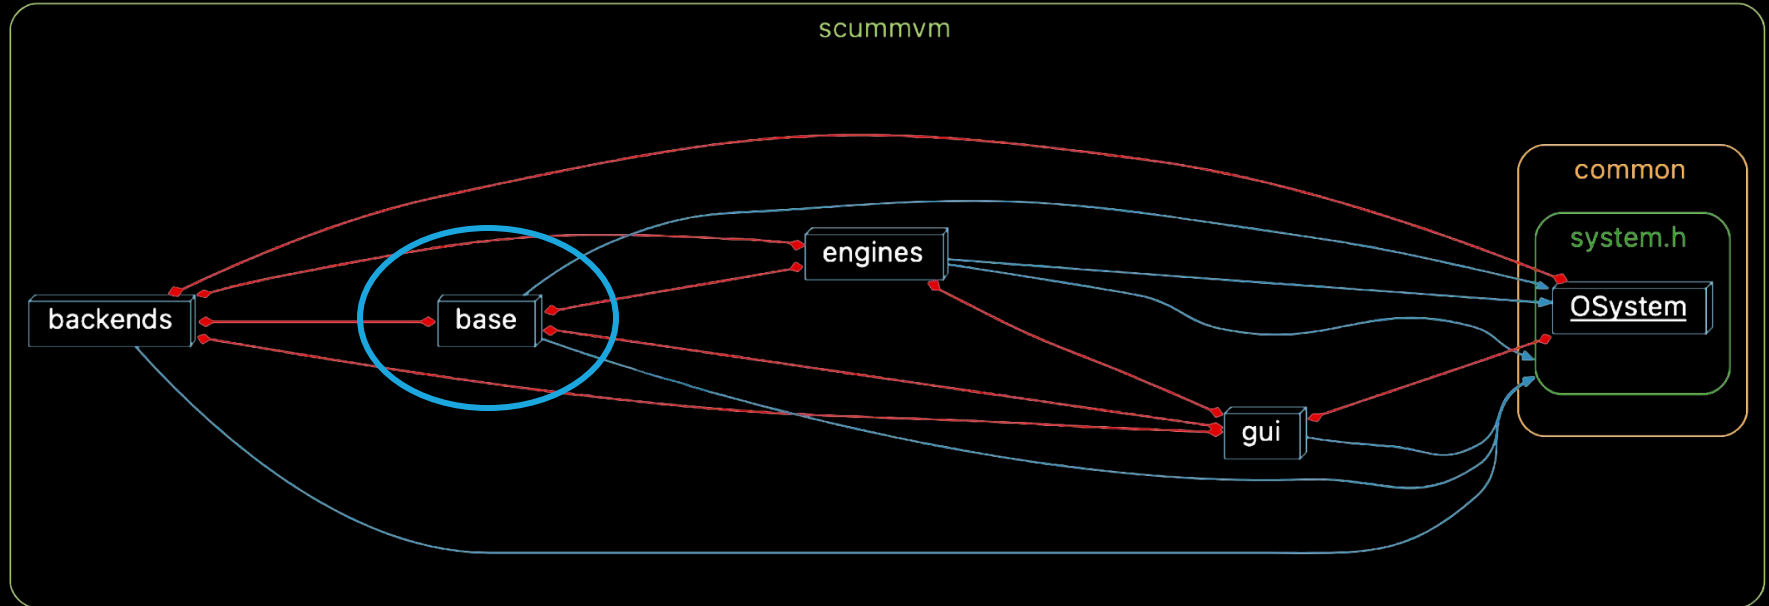 scummvm
common
system.h
engines
OSystem
backends
base
gui